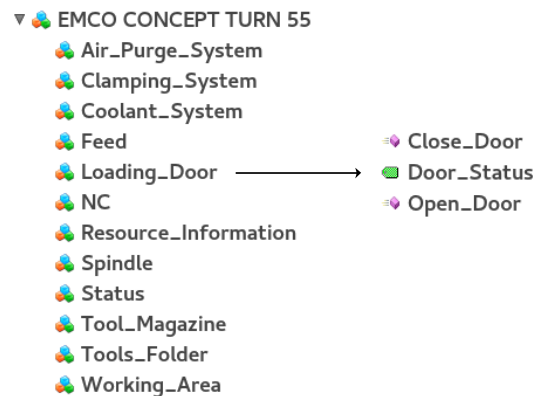 EMCO CONCEPT TURN 55
Air_Purge_System
Clamping_System
Coolant_System
Feed
Loading_Door
NC
Resource_Information
Spindle
Status
Tool_Magazine
Tools_Folder
Working_Area
Close_Door
Door_Status
Open_Door